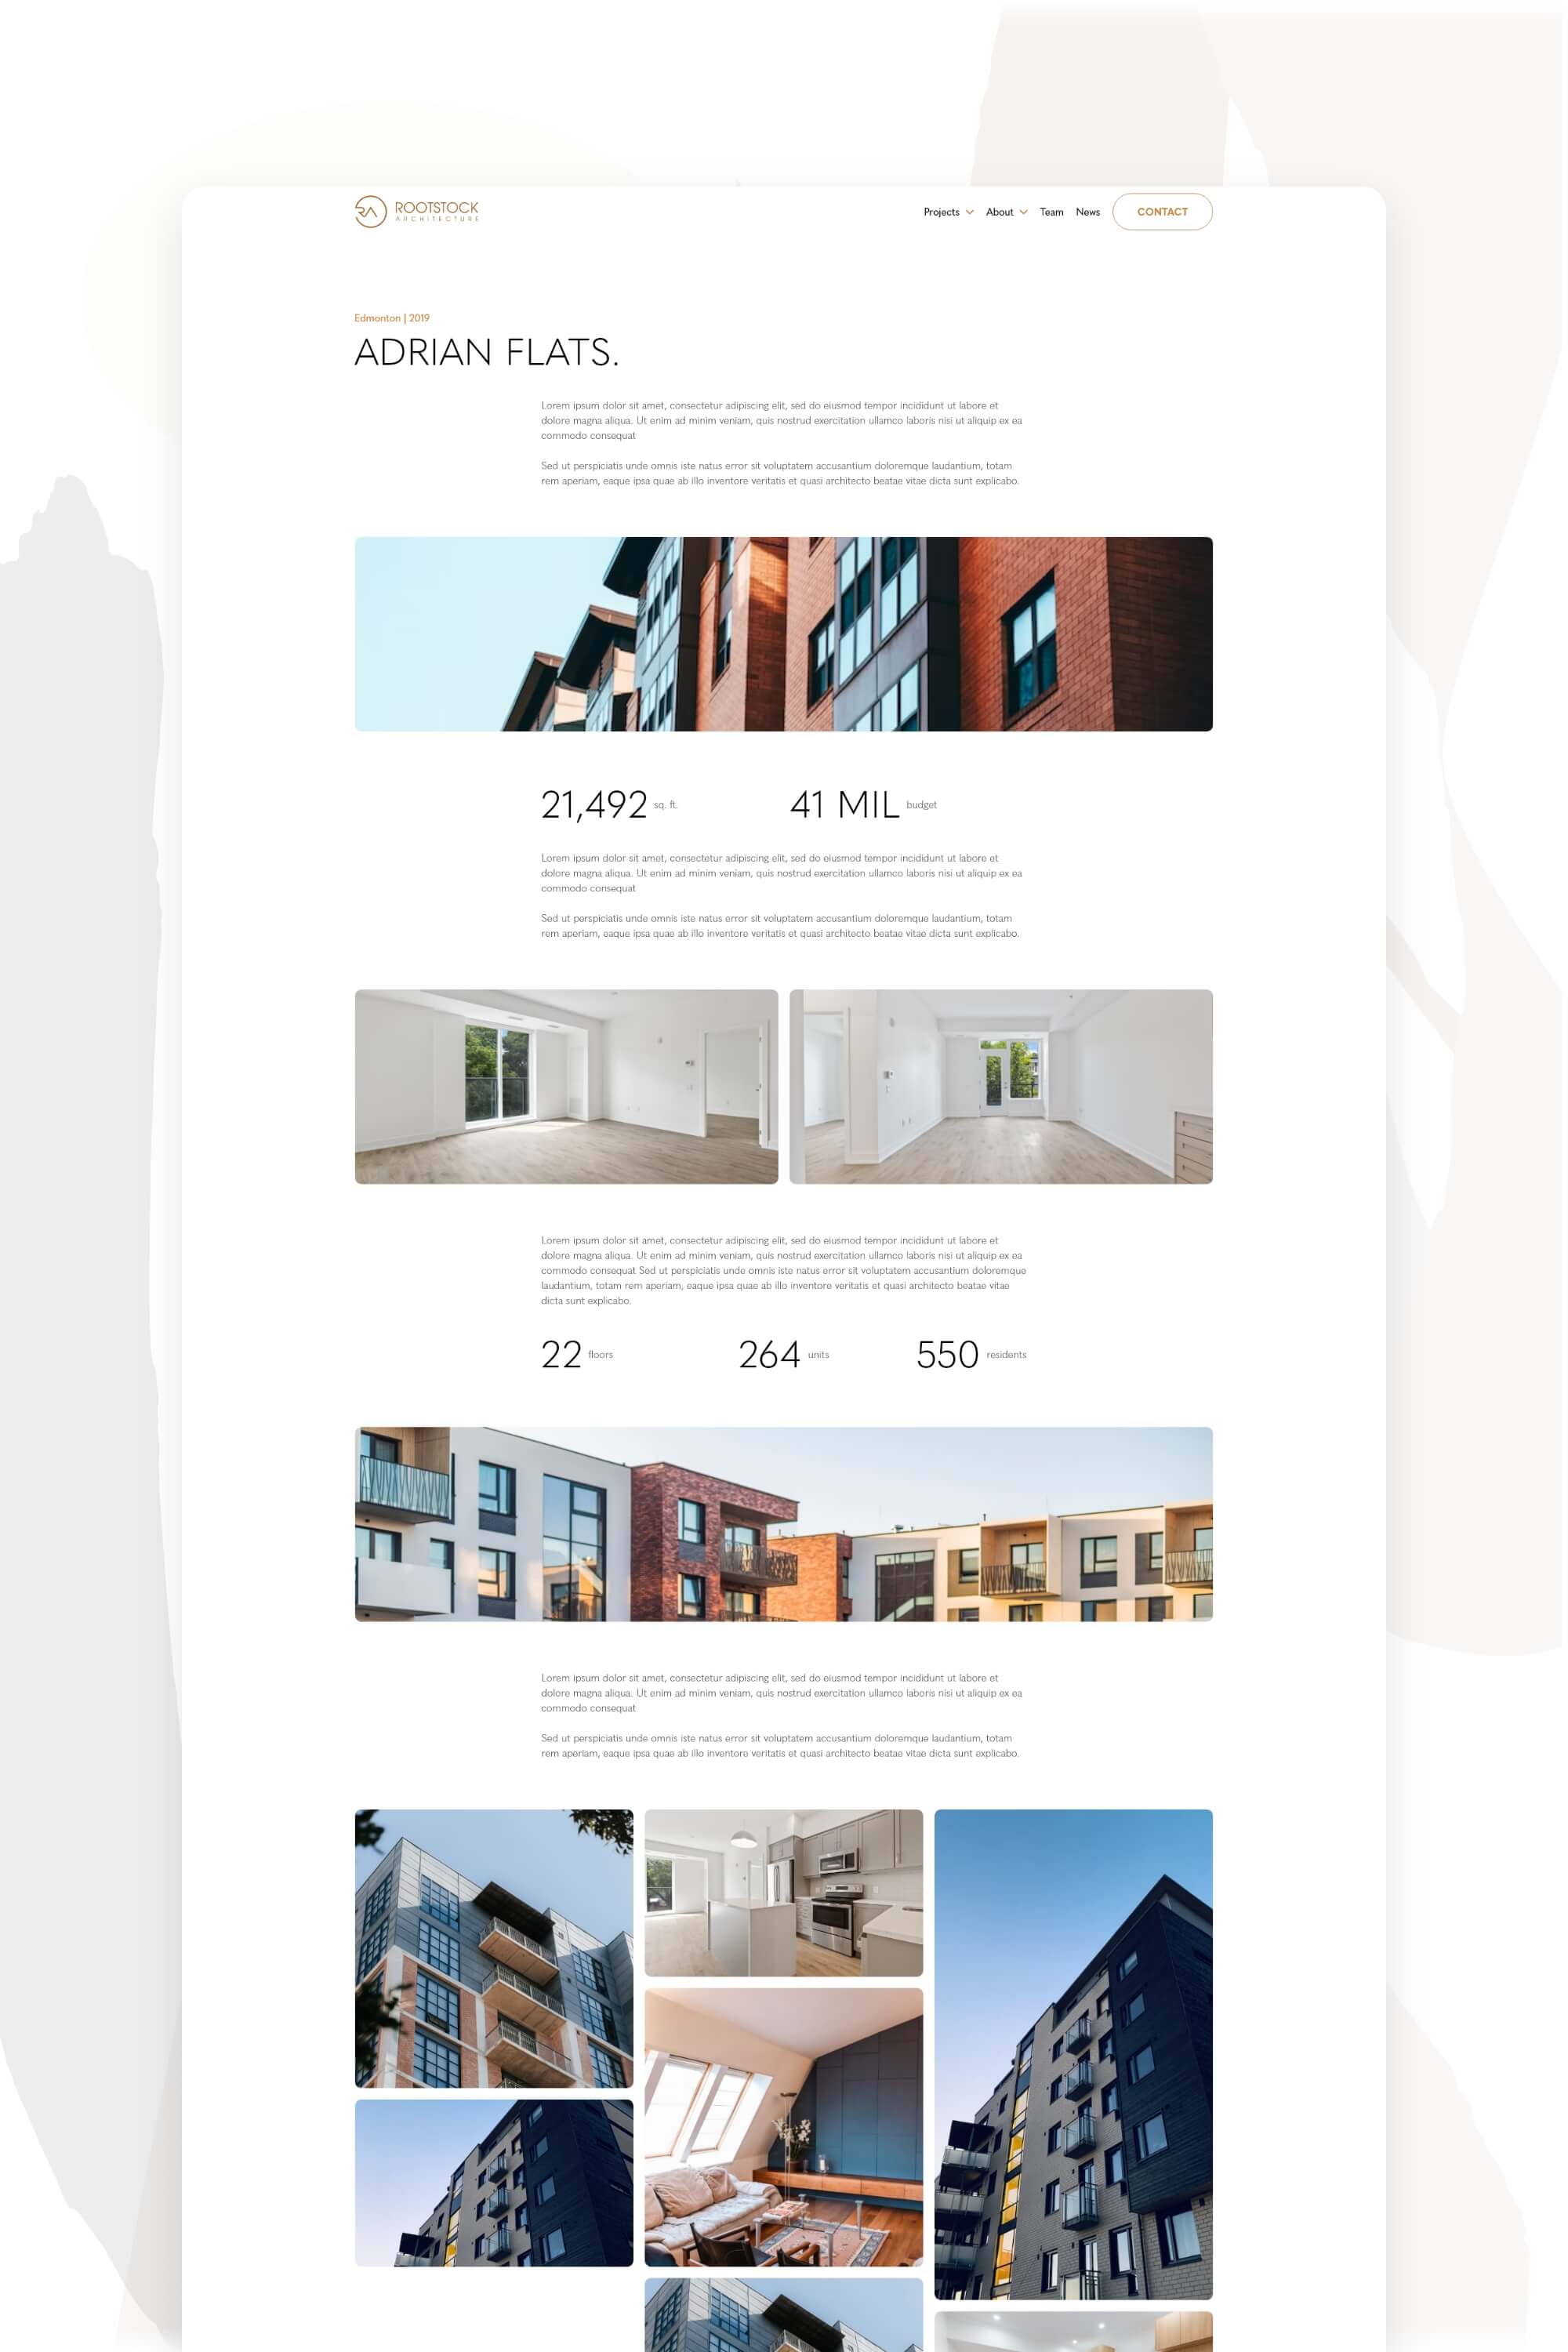 ROOTSTOCK
ARCHITECTURE
Projects About Team News CONTACT
Edmonton | 2019
ADRIAN FLATS.
Lorem ipsum dolor sit amet, consectetur adipiscing elit, sed do eiusmod tempor incididunt ut labore et
dolore magna aliqua. Ut enim ad minim veniam, quis nostrud exercitation ullamco laboris nisi ut aliquip ex ea
commodo consequat
Sed ut perspiciatis unde omnis iste natus error sit voluptatem accusantium doloremque laudantium, totam
rem aperiam, eaque ipsa quae ab illo inventore veritatis et quasi architecto beatae vitae dicta sunt explicabo.
21,492 sq. ft. 41 MIL budget
Lorem ipsum dolor sit amet, consectetur adipiscing elit, sed do eiusmod tempor incididunt ut labore et
dolore magna aliqua. Ut enim ad minim veniam, quis nostrud exercitation ullamco laboris nisi ut aliquip ex ea
commodo consequat
Sed ut perspiciatis unde omnis iste natus error sit voluptatem accusantium doloremque laudantium, totam
rem aperiam, eaque ipsa quae ab illo inventore veritatis et quasi architecto beatae vitae dicta sunt explicabo.
Lorem ipsum dolor sit amet, consectetur adipiscing elit, sed do eiusmod tempor incididunt ut labore et
dolore magna aliqua. Ut enim ad minim veniam, quis nostrud exercitation ullamco laboris nisi ut aliquip ex ea
commodo consequat Sed ut perspiciatis unde omnis iste natus error sit voluptatem accusantium doloremque
laudantium, totam rem aperiam, eaque ipsa quae ab illo inventore veritatis et quasi architecto beatae vitae
dicta sunt explicabo.
22 floors 264 units 550 residents
Lorem ipsum dolor sit amet, consectetur adipiscing elit, sed do eiusmod tempor incididunt ut labore et
dolore magna aliqua. Ut enim ad minim veniam, quis nostrud exercitation ullamco laboris nisi ut aliquip ex ea
commodo consequat
Sed ut perspiciatis unde omnis iste natus error sit voluptatem accusantium doloremque laudantium, totam
rem aperiam, eaque ipsa quae ab illo inventore veritatis et quasi architecto beatae vitae dicta sunt explicabo.